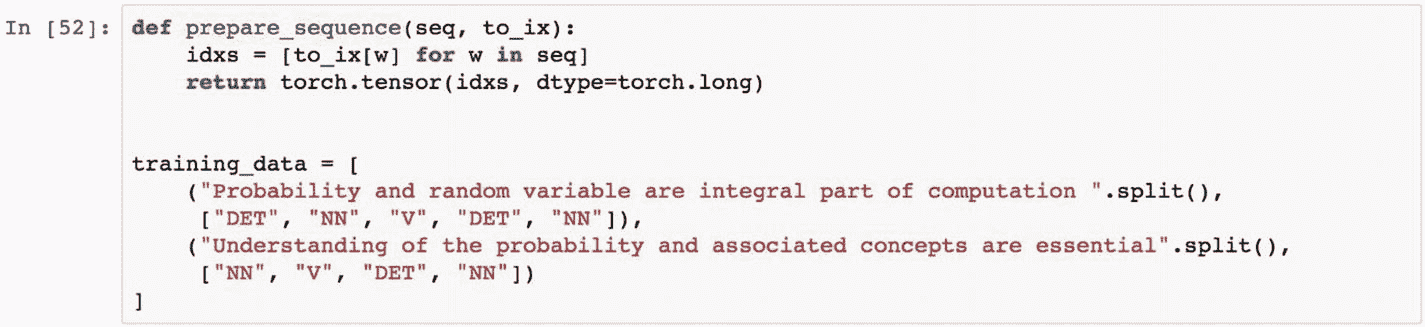 In [52]: def prepare_sequence(seq, to_ix):
    idxs = [to_ix[w] for w in seq]
    return torch.tensor(idxs, dtype=torch.long)
training_data = [
    ("Probability and random variable are integral part of computation ".split(),
     ["DET", "NN", "V", "DET", "NN"]),
    ("Understanding of the probability and associated concepts are essential".split(),
     ["NN", "V", "DET", "NN"])
]